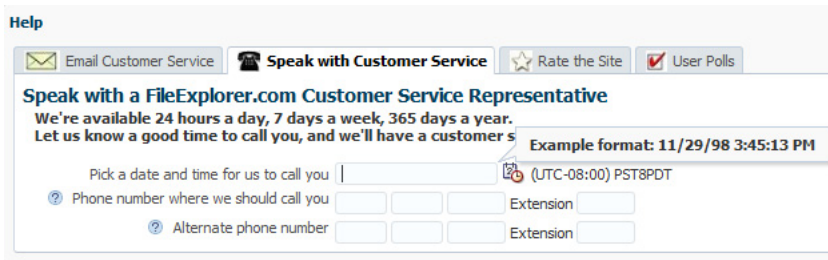 Help
Email Customer Service Speak with Customer Service Rate the Site User Polls
Speak with a FileExplorer.com Customer Service Representative
We're available 24 hours a day, 7 days a week, 365 days a year.
Let us know a good time to call you, and we'll have a customer s
Example format: 11/29/98 3:45:13 PM
Pick a date and time for us to call you (UTC-08:00) PST8PDT
Phone number where we should call you Extension
Alternate phone number Extension